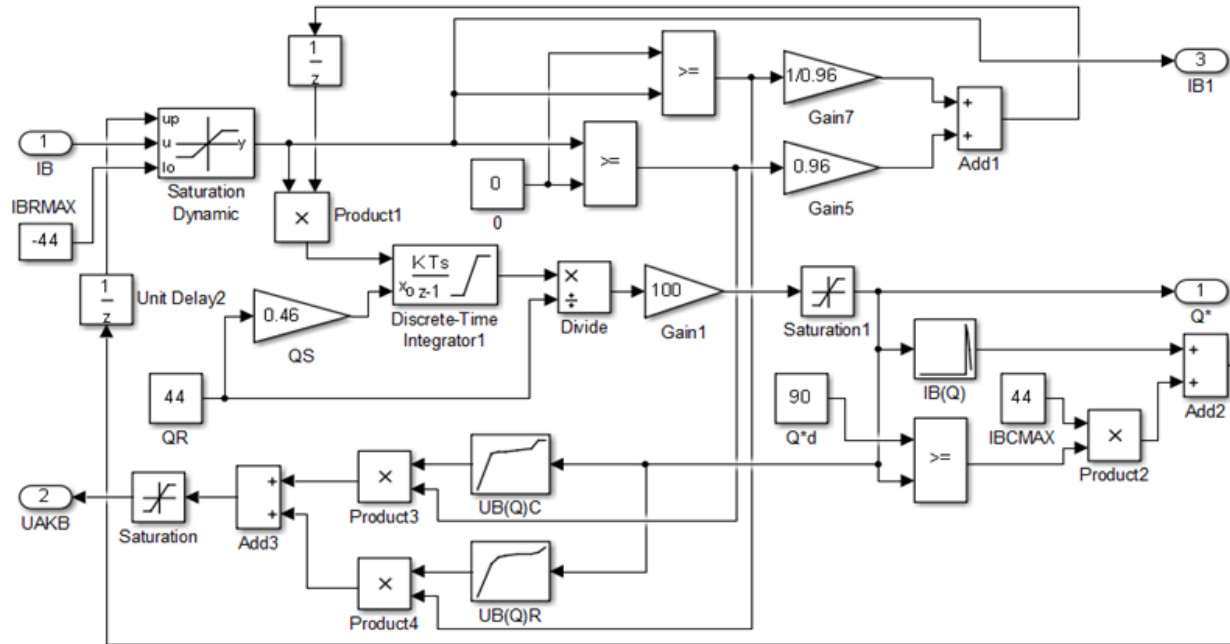 1
z
3
IB1
>=
1/0.96
Gain7
+
+
Add1
up
u
y
lo
1
IB
Saturation
Dynamic
>=
0.96
Gain5
0
0
IBRMAX
-44
×
Product1
1
z
Unit Delay2
0.46
QS
KTs
x₀ z-1
Discrete-Time
Integrator1
×
÷
Divide
100
Gain1
Saturation1
1
Q*
IB(Q)
+
+
Add2
44
QR
90
Q*d
44
IBCMAX
×
Product2
>=
2
UAKB
Saturation
+
+
Add3
×
Product3
UB(Q)C
×
Product4
UB(Q)R